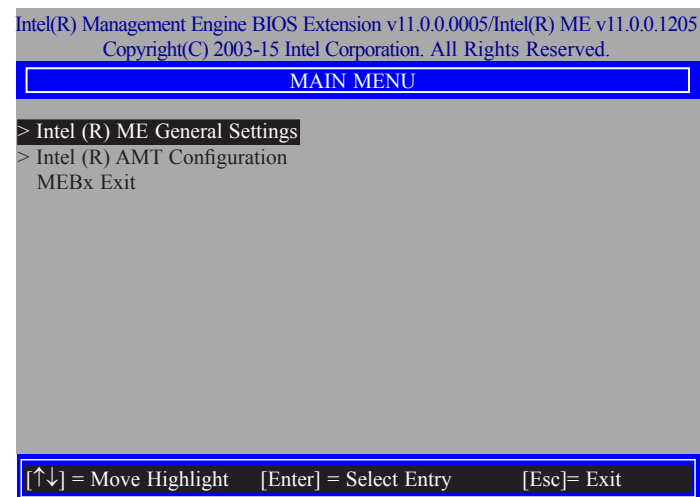 Intel(R) Management Engine BIOS Extension v11.0.0.0005/Intel(R) ME v11.0.0.1205
Copyright(C) 2003-15 Intel Corporation. All Rights Reserved.
MAIN MENU
> Intel (R) ME General Settings
> Intel (R) AMT Configuration
MEBx Exit
[↑↓] = Move Highlight [Enter] = Select Entry [Esc]= Exit